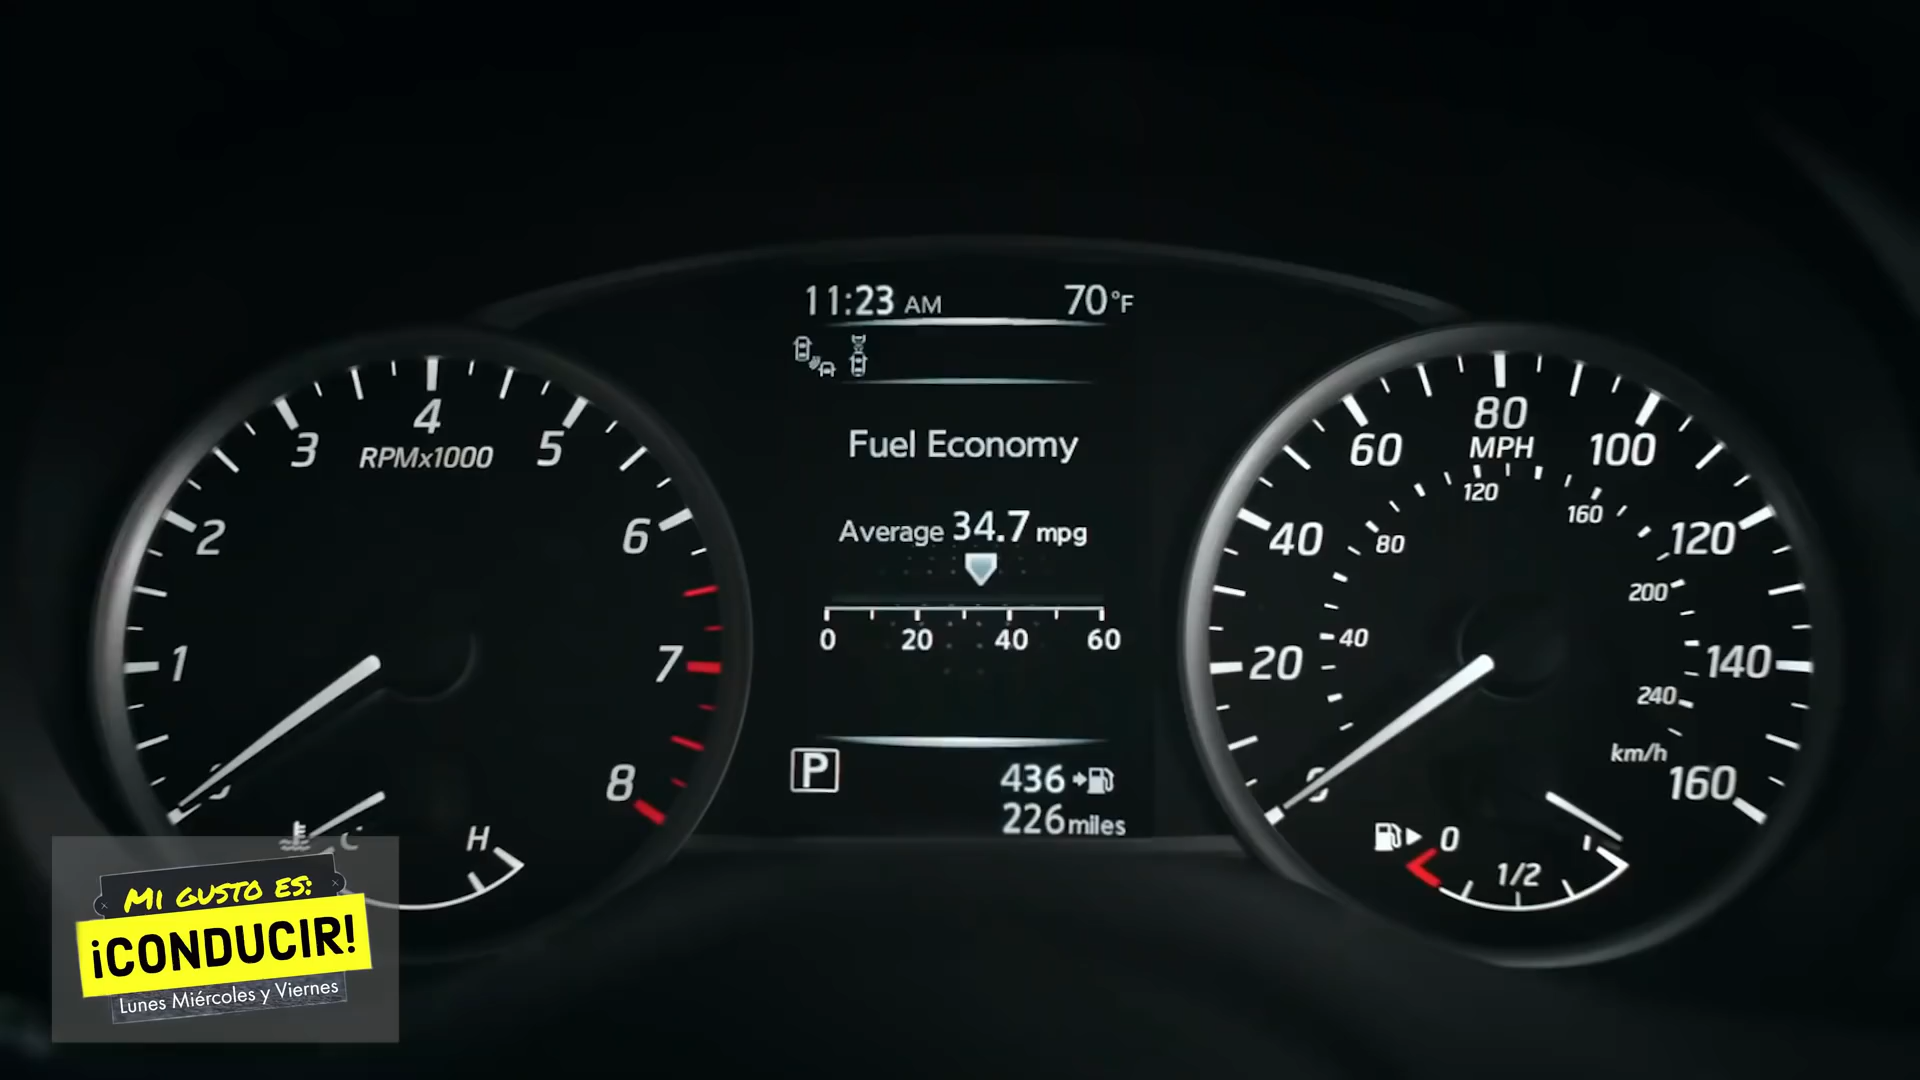 11:23 AM 70°F
Fuel Economy
Average 34.7 mpg
0 20 40 60
P
436
226 miles
1 2 3 4 5 6 7 8
RPMx1000
C H
0 20 40 60 80 100 120 140 160
MPH
40 80 120 160 200 240
km/h
0 1/2 1
MI GUSTO ES:
¡CONDUCIR!
Lunes Miércoles y Viernes